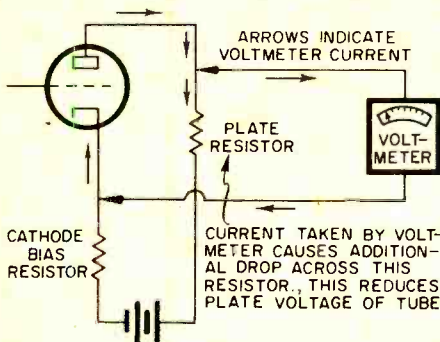 ARROWS INDICATE
VOLTMETER CURRENT
VOLT-
METER
PLATE
RESISTOR
CATHODE
BIAS
RESISTOR
CURRENT TAKEN BY VOLT-
METER CAUSES ADDITION-
AL DROP ACROSS THIS
RESISTOR., THIS REDUCES
PLATE VOLTAGE OF TUBE